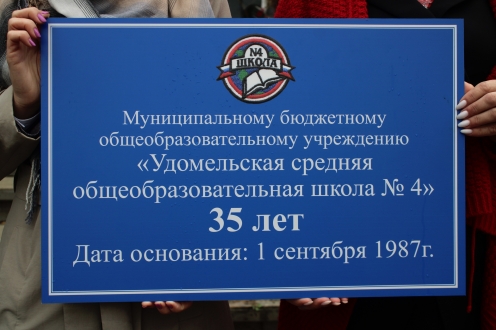 №4
ШКОЛА
Муниципальному бюджетному
общеобразовательному учреждению
«Удомельская средняя
общеобразовательная школа № 4»
35 лет
Дата основания: 1 сентября 1987г.